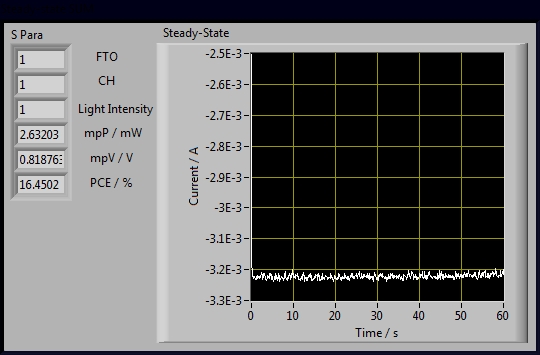 S Para
1 FTO
1 CH
1 Light Intensity
2.63203 mpP / mW
mpV / V
16.4502 PCE / %
Steady-State
-2.5E-3
-2.6E-3
-2.7E-3
-2.8E-3
-2.9E-3
-3E-3
-3.1E-3
-3.2E-3
-3.3E-3
Current / A
0 10 20 30 40 50 60
Time / s